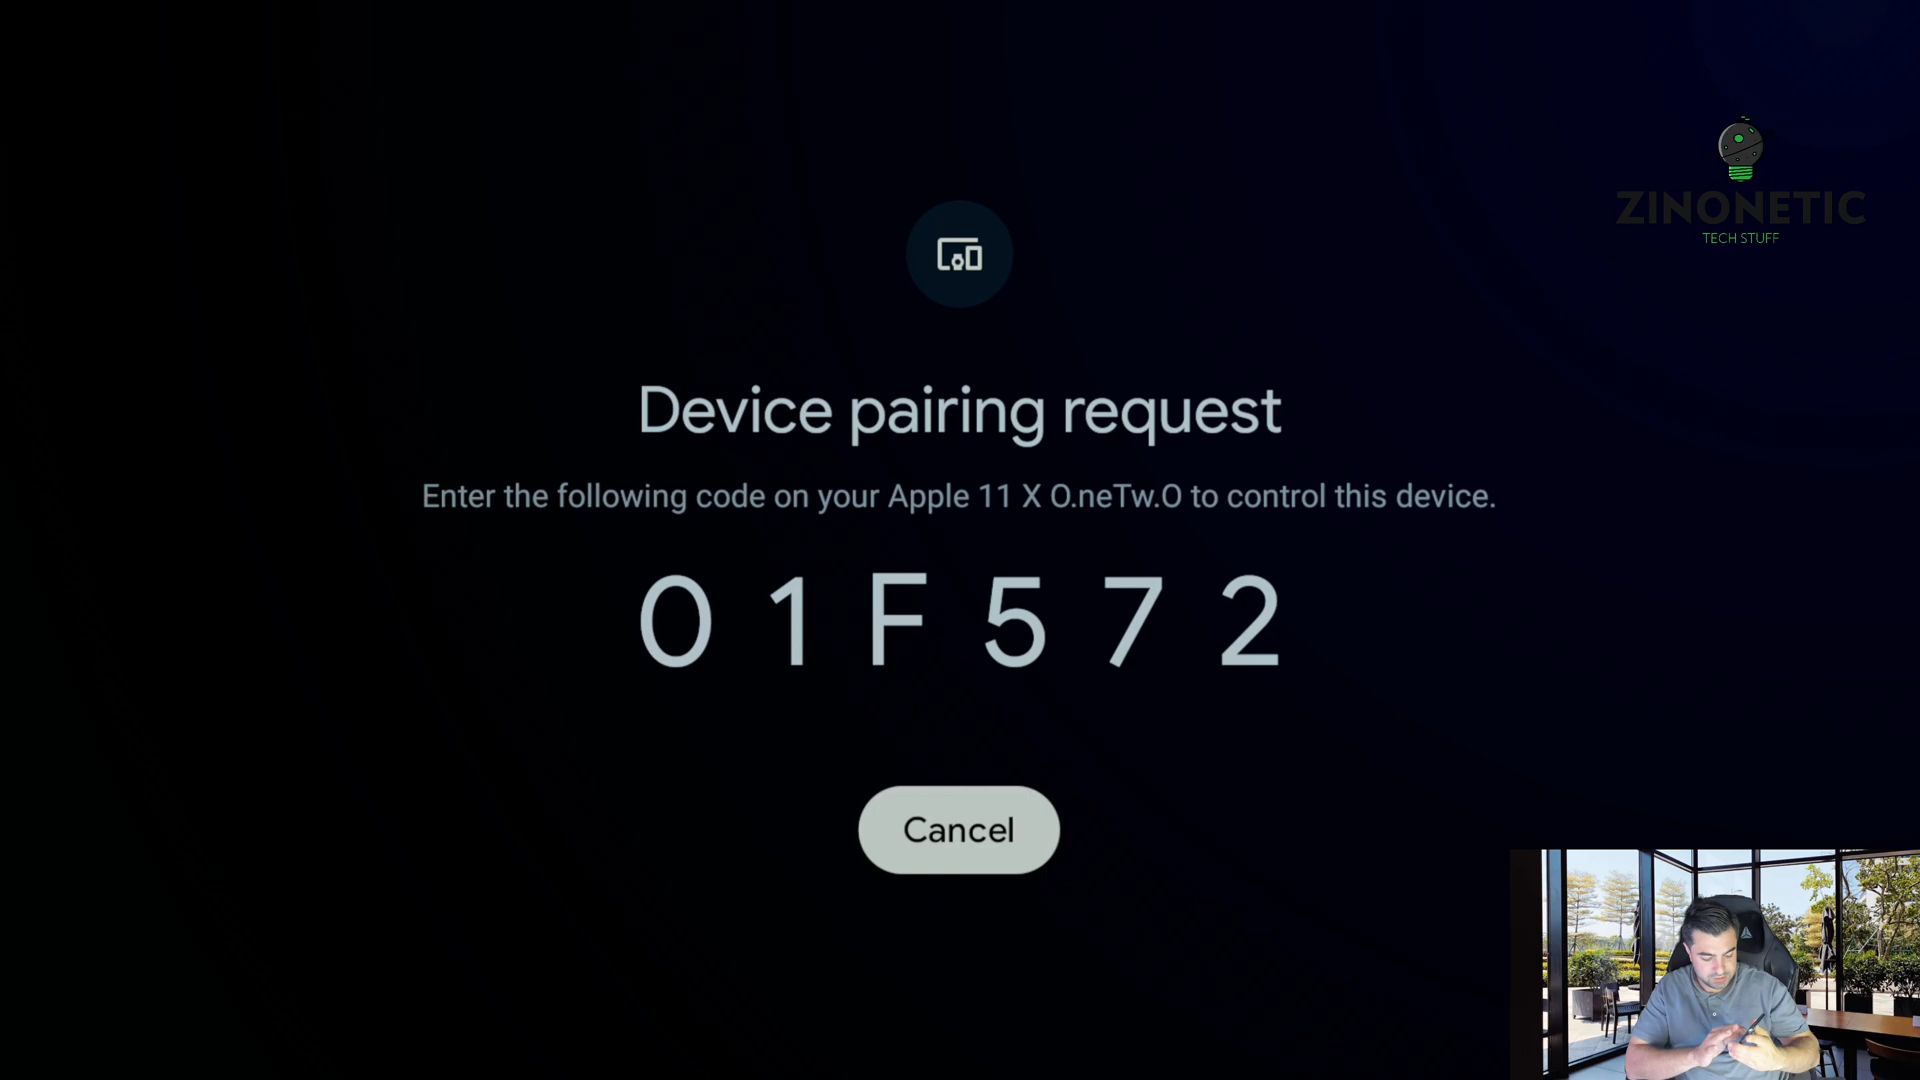 ZINONETIC
TECH STUFF
Device pairing request
Enter the following code on your Apple 11 X O.neTw.O to control this device.
0 1 F 5 7 2
Cancel